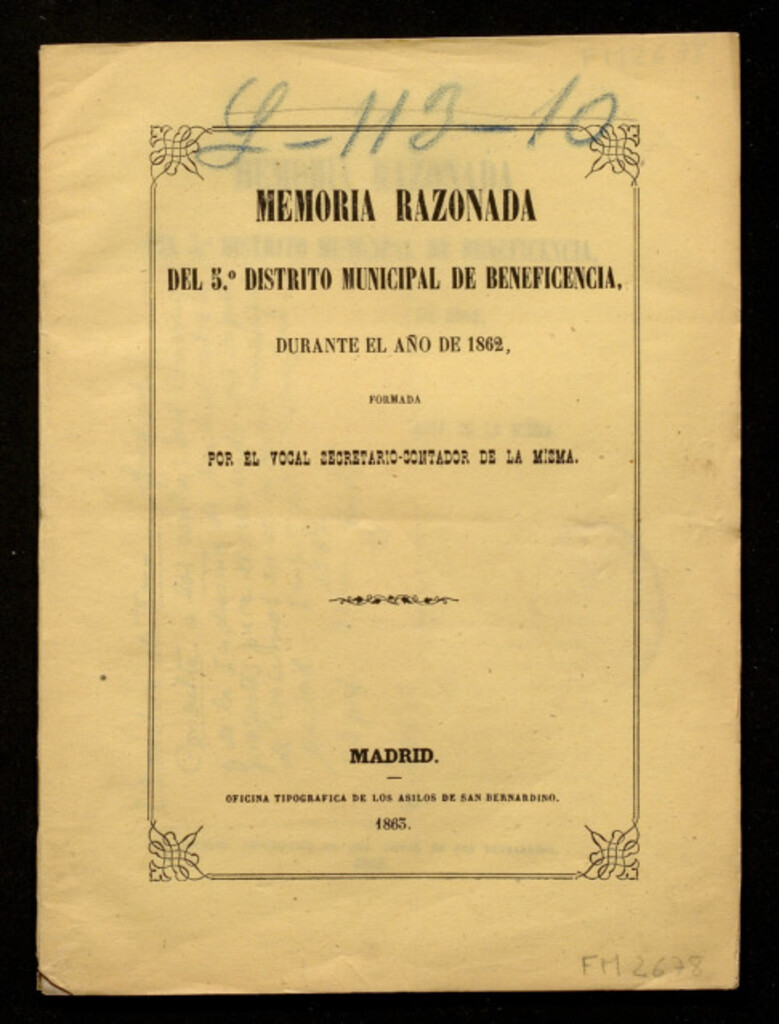 L-113-10
MEMORIA RAZONADA
DEL 5.º DISTRITO MUNICIPAL DE BENEFICENCIA,
DURANTE EL AÑO DE 1862,
FORMADA
POR EL VOCAL SECRETARIO-CONTADOR DE LA MISMA.
MADRID.
OFICINA TIPOGRAFICA DE LOS ASILOS DE SAN BERNARDINO.
1863.
FM 2678